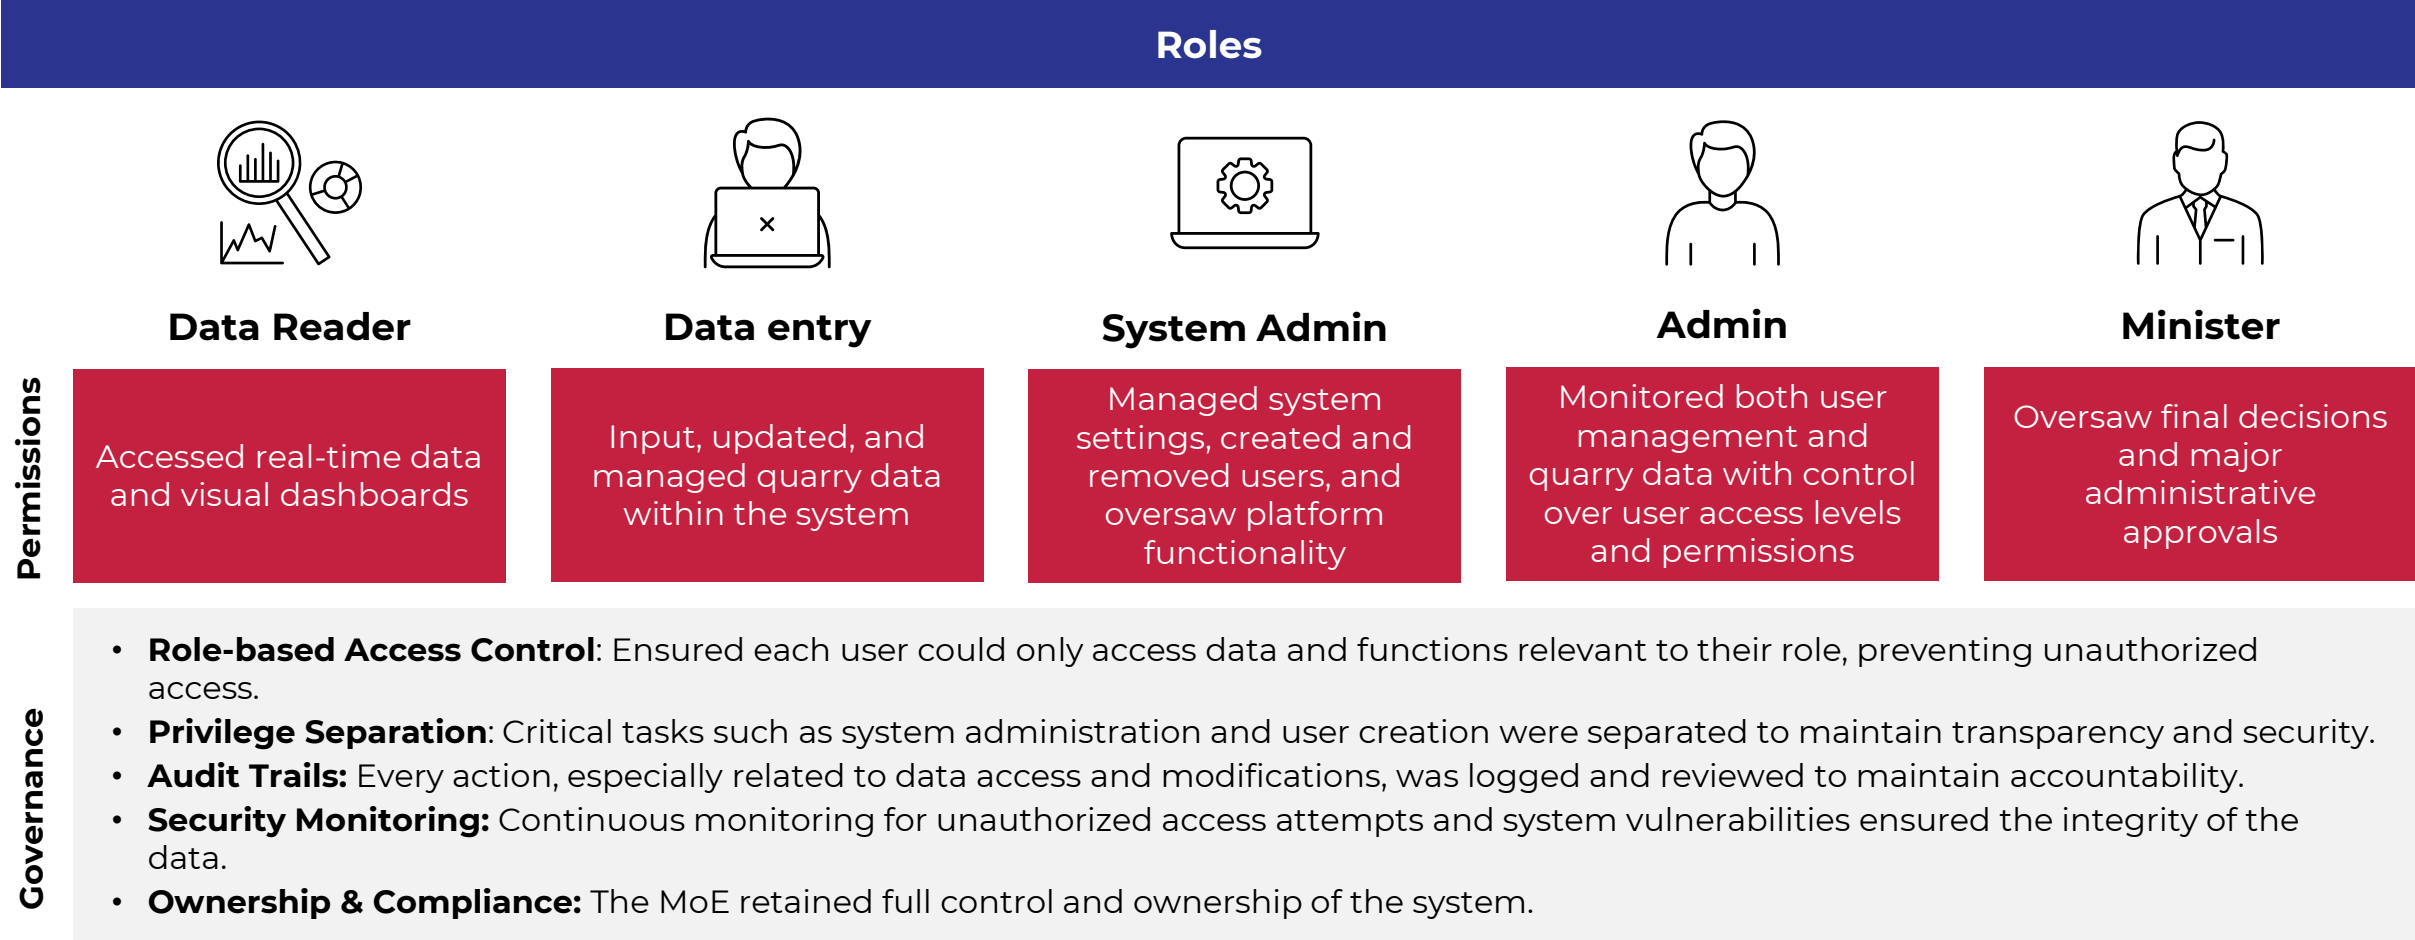 Roles
Data Reader
Data entry
System Admin
Admin
Minister
Permissions
Accessed real-time data
and visual dashboards
Input, updated, and
managed quarry data
within the system
Managed system
settings, created and
removed users, and
oversaw platform
functionality
Monitored both user
management and
quarry data with control
over user access levels
and permissions
Oversaw final decisions
and major
administrative
approvals
Governance
• Role-based Access Control: Ensured each user could only access data and functions relevant to their role, preventing unauthorized
access.
• Privilege Separation: Critical tasks such as system administration and user creation were separated to maintain transparency and security.
• Audit Trails: Every action, especially related to data access and modifications, was logged and reviewed to maintain accountability.
• Security Monitoring: Continuous monitoring for unauthorized access attempts and system vulnerabilities ensured the integrity of the
data.
• Ownership & Compliance: The MoE retained full control and ownership of the system.